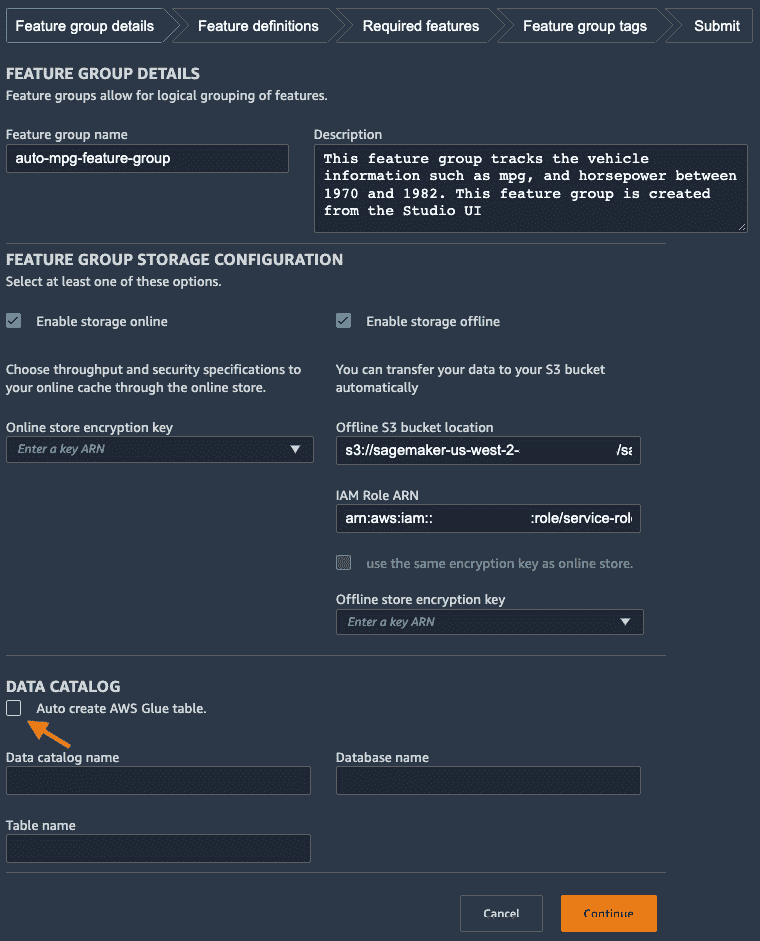 Feature group details
Feature definitions
Required features
Feature group tags
Submit
FEATURE GROUP DETAILS
Feature groups allow for logical grouping of features.
Feature group name
auto-mpg-feature-group
Description
This feature group tracks the vehicle
information such as mpg, and horsepower between
1970 and 1982. This feature group is created
from the Studio UI
FEATURE GROUP STORAGE CONFIGURATION
Select at least one of these options.
Enable storage online
Enable storage offline
Choose throughput and security specifications to
your online cache through the online store.
You can transfer your data to your S3 bucket
automatically
Online store encryption key
Enter a key ARN
Offline S3 bucket location
s3://sagemaker-us-west-2- /sa
IAM Role ARN
arn:aws:iam:: :role/service-role
use the same encryption key as online store.
Offline store encryption key
Enter a key ARN
DATA CATALOG
Auto create AWS Glue table.
Data catalog name
Database name
Table name
Cancel
Continue